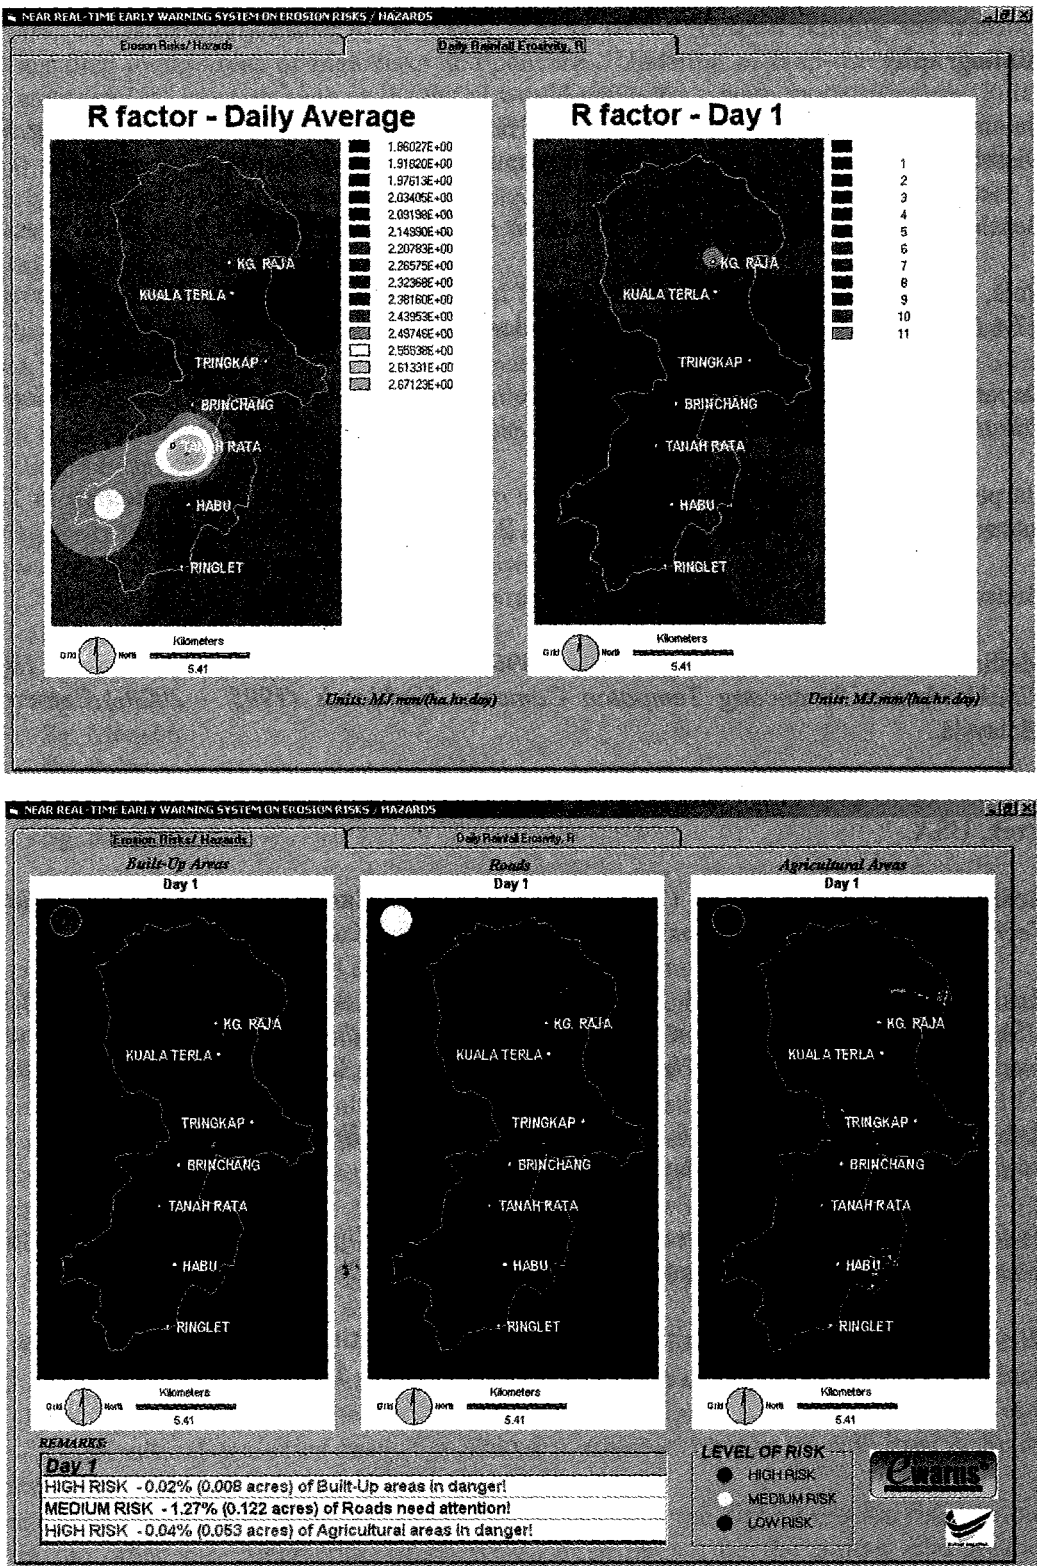 NEAR REAL-TIME EARLY WARNING SYSTEM ON EROSION RISKS / HAZARDS
Erosion Risks/ Hazards
Daily Rainfall Erosivity, R
R factor - Daily Average
1.86027E+00
1.91820E+00
1.97613E+00
2.03405E+00
2.09198E+00
2.14990E+00
2.20783E+00
2.26575E+00
2.32368E+00
2.38160E+00
2.43953E+00
2.49746E+00
2.55538E+00
2.61331E+00
2.67123E+00
KG. RAJA
KUALA TERLA
TRINGKAP
BRINCHANG
TANAH RATA
HABU
RINGLET
Grid North
Kilometers
5.41
Units: MJ.mm/(ha.hr.day)
R factor - Day 1
1
2
3
4
5
6
7
8
9
10
11
KG. RAJA
KUALA TERLA
TRINGKAP
BRINCHANG
TANAH RATA
HABU
RINGLET
Grid North
Kilometers
5.41
Units: MJ.mm/(ha.hr.day)
NEAR REAL-TIME EARLY WARNING SYSTEM ON EROSION RISKS / HAZARDS
Erosion Risks/ Hazards
Daily Rainfall Erosivity, R
Built-Up Areas
Day 1
KG. RAJA
KUALA TERLA
TRINGKAP
BRINCHANG
TANAH RATA
HABU
RINGLET
Grid North
Kilometers
5.41
Roads
Day 1
KG. RAJA
KUALA TERLA
TRINGKAP
BRINCHANG
TANAH RATA
HABU
RINGLET
Grid North
Kilometers
5.41
Agricultural Areas
Day 1
KG. RAJA
KUALA TERLA
TRINGKAP
BRINCHANG
TANAH RATA
HABU
RINGLET
Grid North
Kilometers
5.41
REMARKS:
Day 1
HIGH RISK - 0.02% (0.008 acres) of Built-Up areas in danger!
MEDIUM RISK - 1.27% (0.122 acres) of Roads need attention!
HIGH RISK - 0.04% (0.053 acres) of Agricultural areas in danger!
LEVEL OF RISK
HIGH RISK
MEDIUM RISK
LOW RISK
ewarns